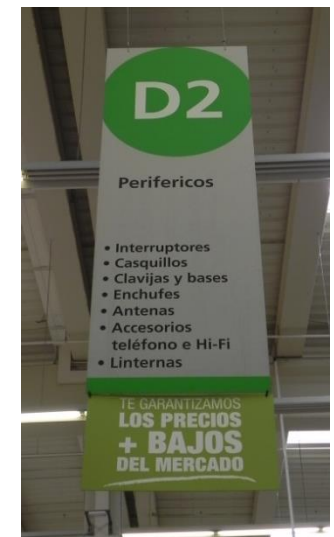 D2
Perifericos
• Interruptores
• Casquillos
• Clavijas y bases
• Enchufes
• Antenas
• Accesorios
teléfono e Hi-Fi
• Linternas
TE GARANTIZAMOS
LOS PRECIOS
+ BAJOS
DEL MERCADO